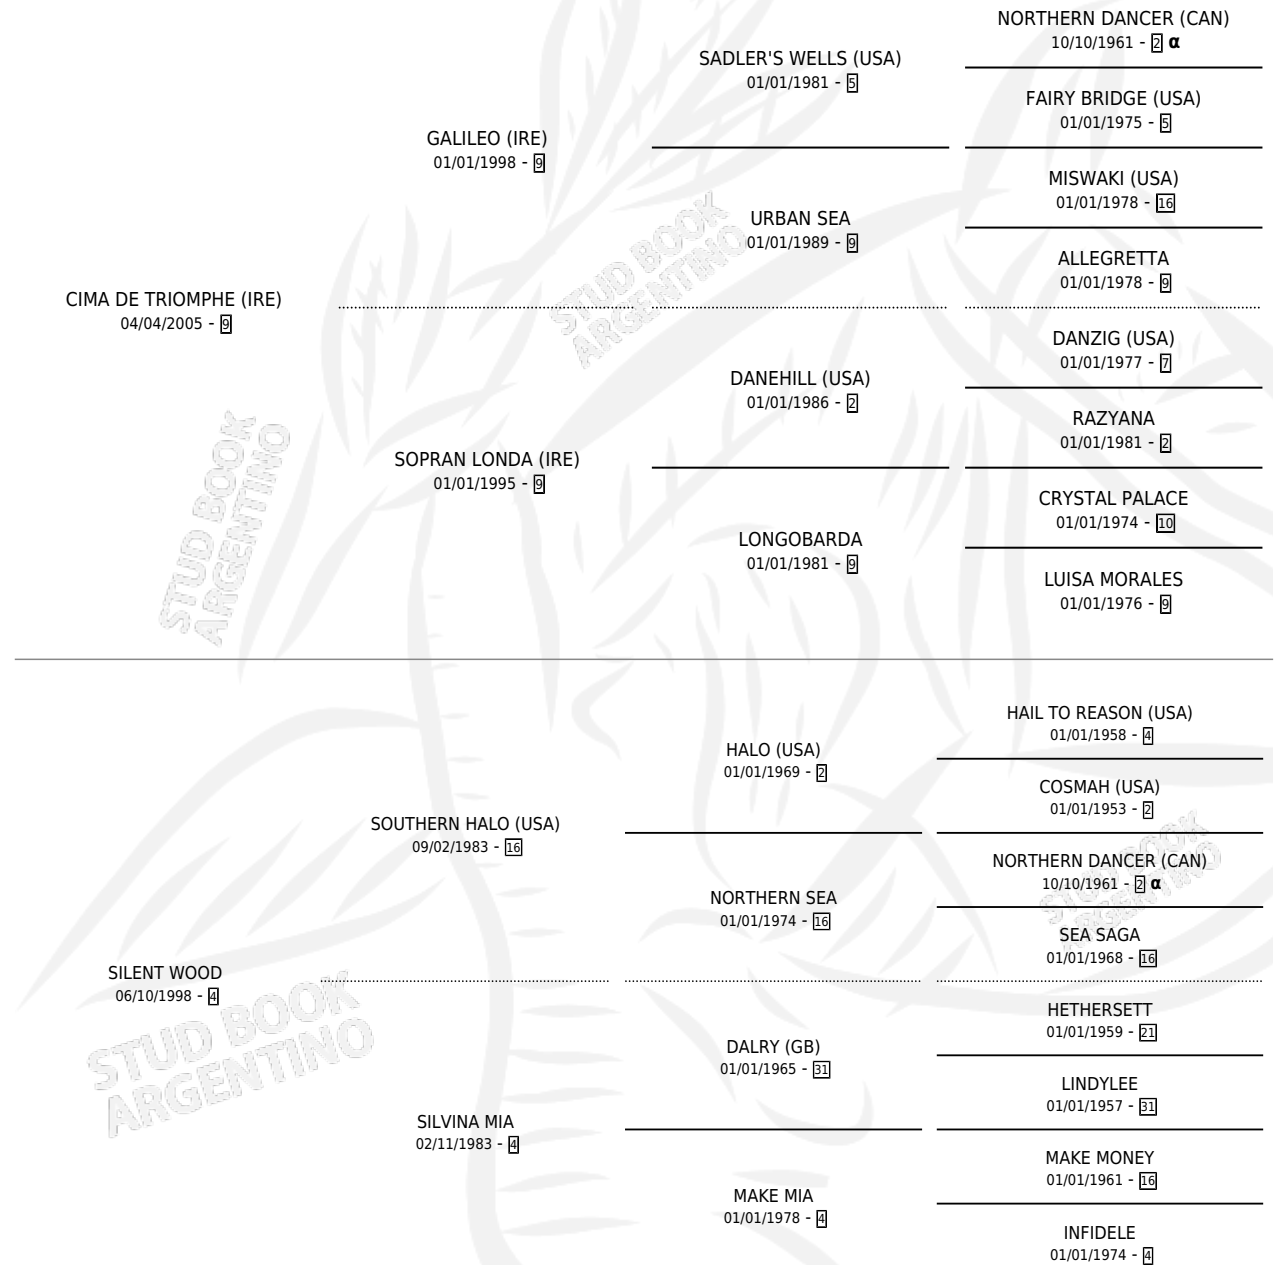 NORTHERN DANCER (CAN)
10/10/1961 - 2 α
SADLER'S WELLS (USA)
01/01/1981 - 5
FAIRY BRIDGE (USA)
01/01/1975 - 5
GALILEO (IRE)
01/01/1998 - 9
MISWAKI (USA)
01/01/1978 - 16
URBAN SEA
01/01/1989 - 9
ALLEGRETTA
01/01/1978 - 9
CIMA DE TRIOMPHE (IRE)
04/04/2005 - 9
DANZIG (USA)
01/01/1977 - 7
DANEHILL (USA)
01/01/1986 - 2
RAZYANA
01/01/1981 - 2
SOPRAN LONDA (IRE)
01/01/1995 - 9
CRYSTAL PALACE
01/01/1974 - 10
LONGOBARDA
01/01/1981 - 9
LUISA MORALES
01/01/1976 - 9
HAIL TO REASON (USA)
01/01/1958 - 4
HALO (USA)
01/01/1969 - 2
COSMAH (USA)
01/01/1953 - 2
SOUTHERN HALO (USA)
09/02/1983 - 16
NORTHERN DANCER (CAN)
10/10/1961 - 2 α
NORTHERN SEA
01/01/1974 - 16
SEA SAGA
01/01/1968 - 16
SILENT WOOD
06/10/1998 - 4
HETHERSETT
01/01/1959 - 21
DALRY (GB)
01/01/1965 - 31
LINDYLEE
01/01/1957 - 31
SILVINA MIA
02/11/1983 - 4
MAKE MONEY
01/01/1961 - 16
MAKE MIA
01/01/1978 - 4
INFIDELE
01/01/1974 - 4
STUD BOOK
ARGENTINO
STUD BOOK
ARGENTINO
STUD BOOK
ARGENTINO
STUD BOOK
ARGENTINO